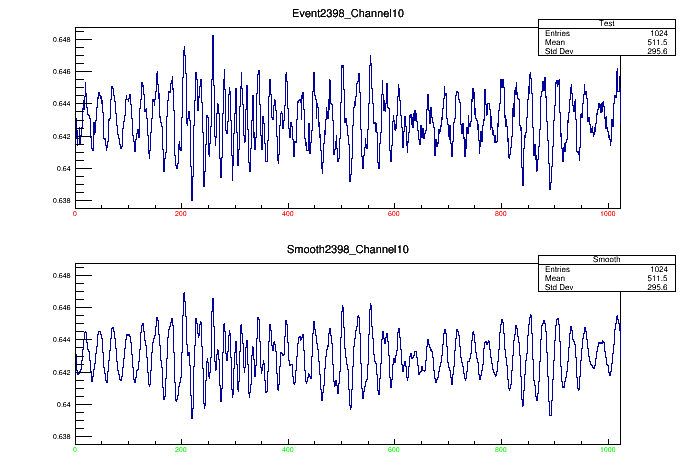 Event2398_Channel10
Test
Entries 1024
Mean 511.5
Std Dev 295.6
0.648
0.646
0.644
0.642
0.64
0.638
0 200 400 600 800 1000
Smooth2398_Channel10
Smooth
Entries 1024
Mean 511.5
Std Dev 295.6
0.648
0.646
0.644
0.642
0.64
0.638
0 200 400 600 800 1000